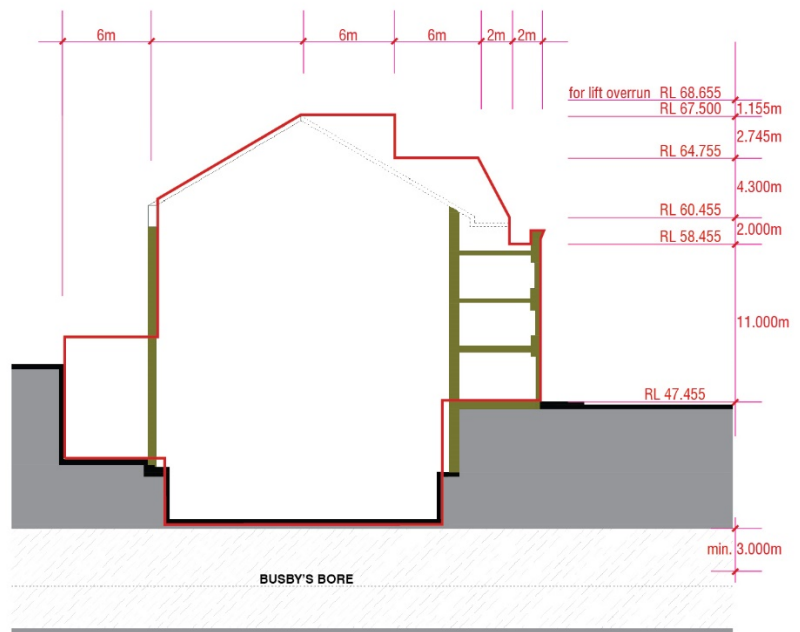 6m 6m 6m 2m 2m
for lift overrun RL 68.655
RL 67.500 1.155m
2.745m
RL 64.755
4.300m
RL 60.455
2.000m
RL 58.455
11.000m
RL 47.455
min. 3.000m
BUSBY'S BORE